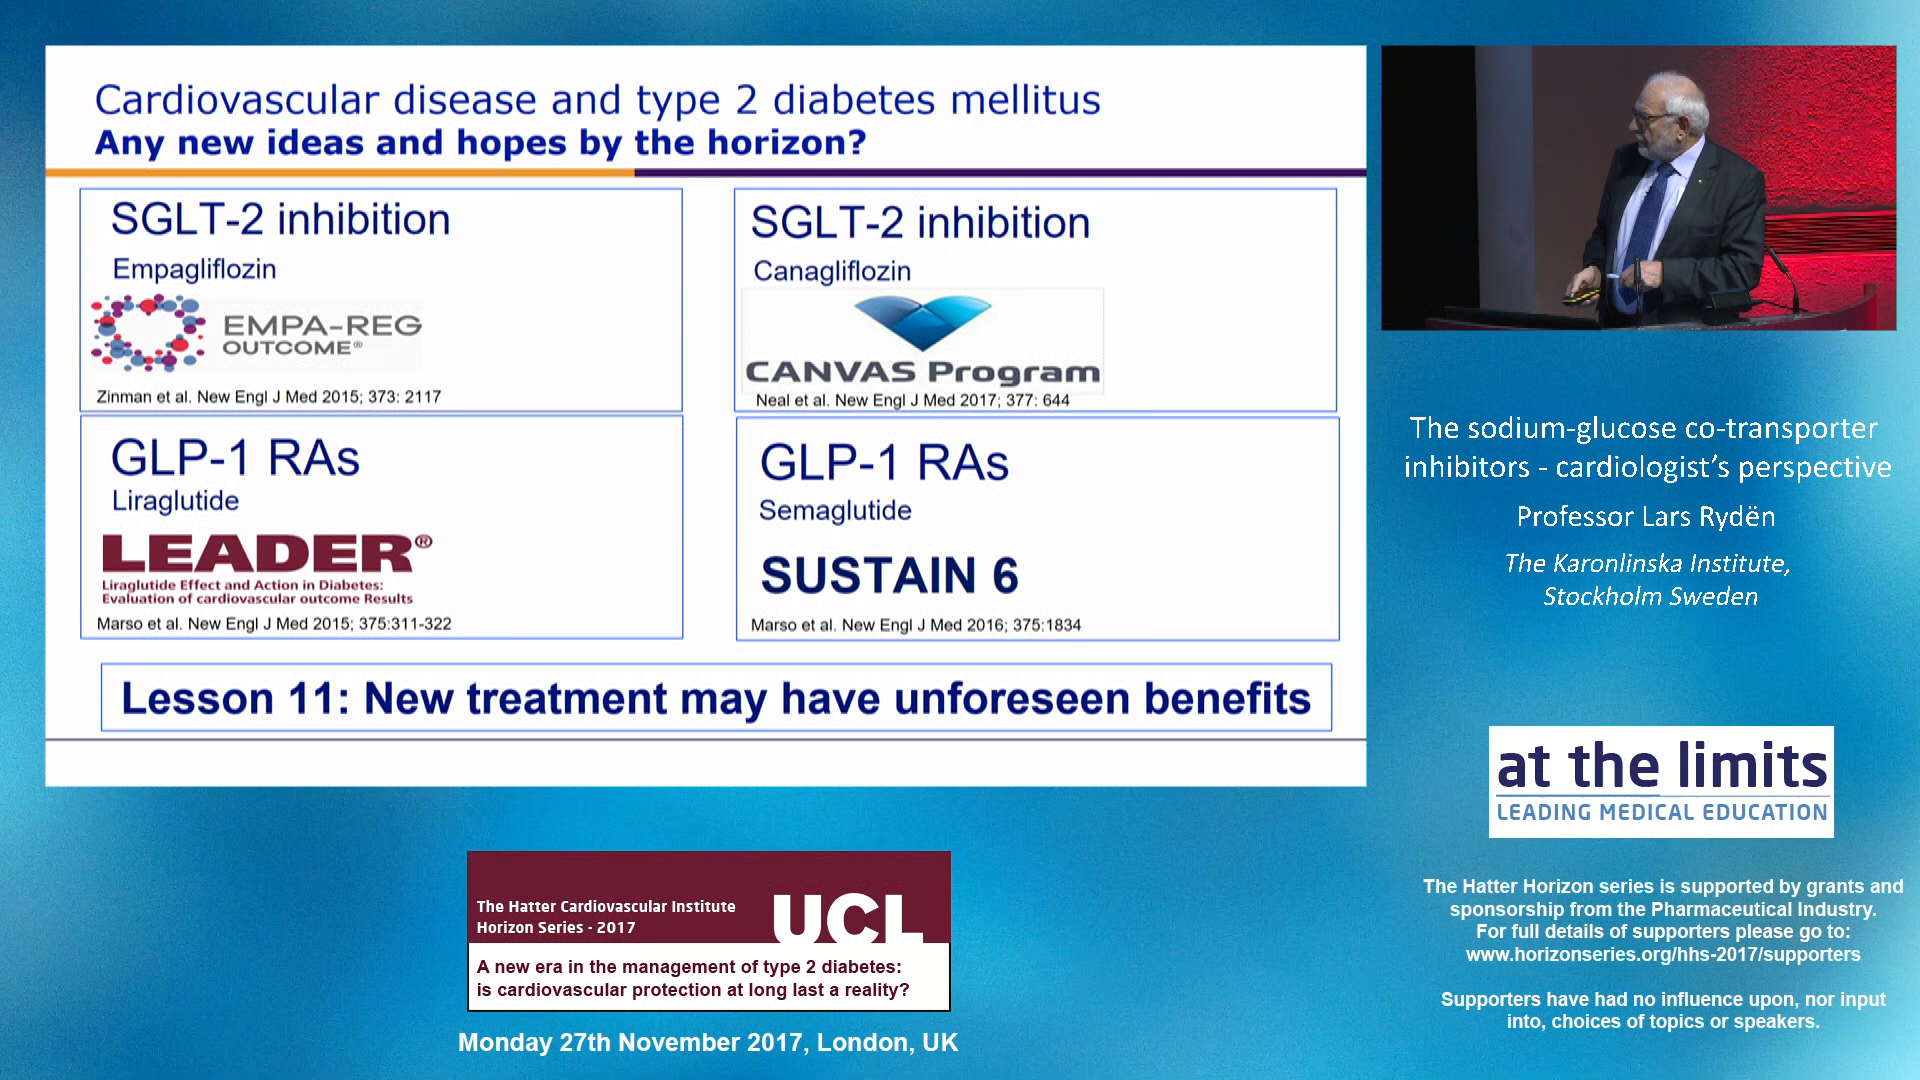 Cardiovascular disease and type 2 diabetes mellitus
Any new ideas and hopes by the horizon?
SGLT-2 inhibition
Empagliflozin
EMPA-REG
OUTCOME®
Zinman et al. New Engl J Med 2015; 373: 2117
SGLT-2 inhibition
Canagliflozin
CANVAS Program
Neal et al. New Engl J Med 2017; 377: 644
GLP-1 RAs
Liraglutide
LEADER®
Liraglutide Effect and Action in Diabetes:
Evaluation of cardiovascular outcome Results
Marso et al. New Engl J Med 2015; 375:311-322
GLP-1 RAs
Semaglutide
SUSTAIN 6
Marso et al. New Engl J Med 2016; 375:1834
Lesson 11: New treatment may have unforeseen benefits
The sodium-glucose co-transporter
inhibitors - cardiologist's perspective
Professor Lars Rydën
The Karonlinska Institute,
Stockholm Sweden
at the limits
LEADING MEDICAL EDUCATION
The Hatter Horizon series is supported by grants and
sponsorship from the Pharmaceutical Industry.
For full details of supporters please go to:
www.horizonseries.org/hhs-2017/supporters
Supporters have had no influence upon, nor input
into, choices of topics or speakers.
The Hatter Cardiovascular Institute
Horizon Series - 2017
UCL
A new era in the management of type 2 diabetes:
is cardiovascular protection at long last a reality?
Monday 27th November 2017, London, UK